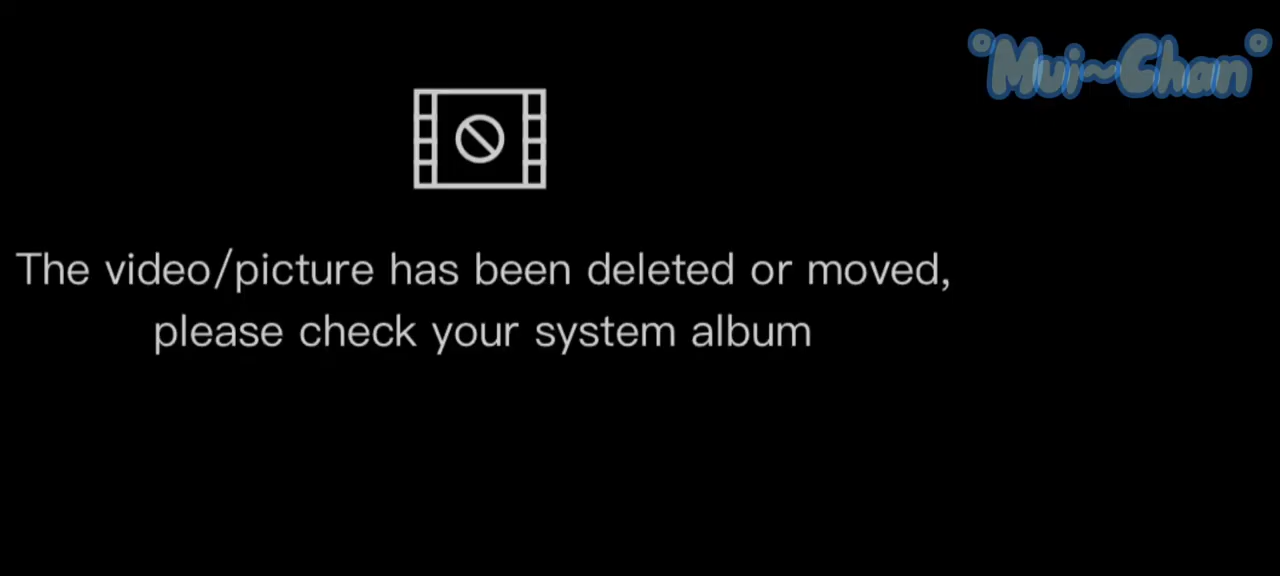 °Mui~Chan°
The video/picture has been deleted or moved,
please check your system album